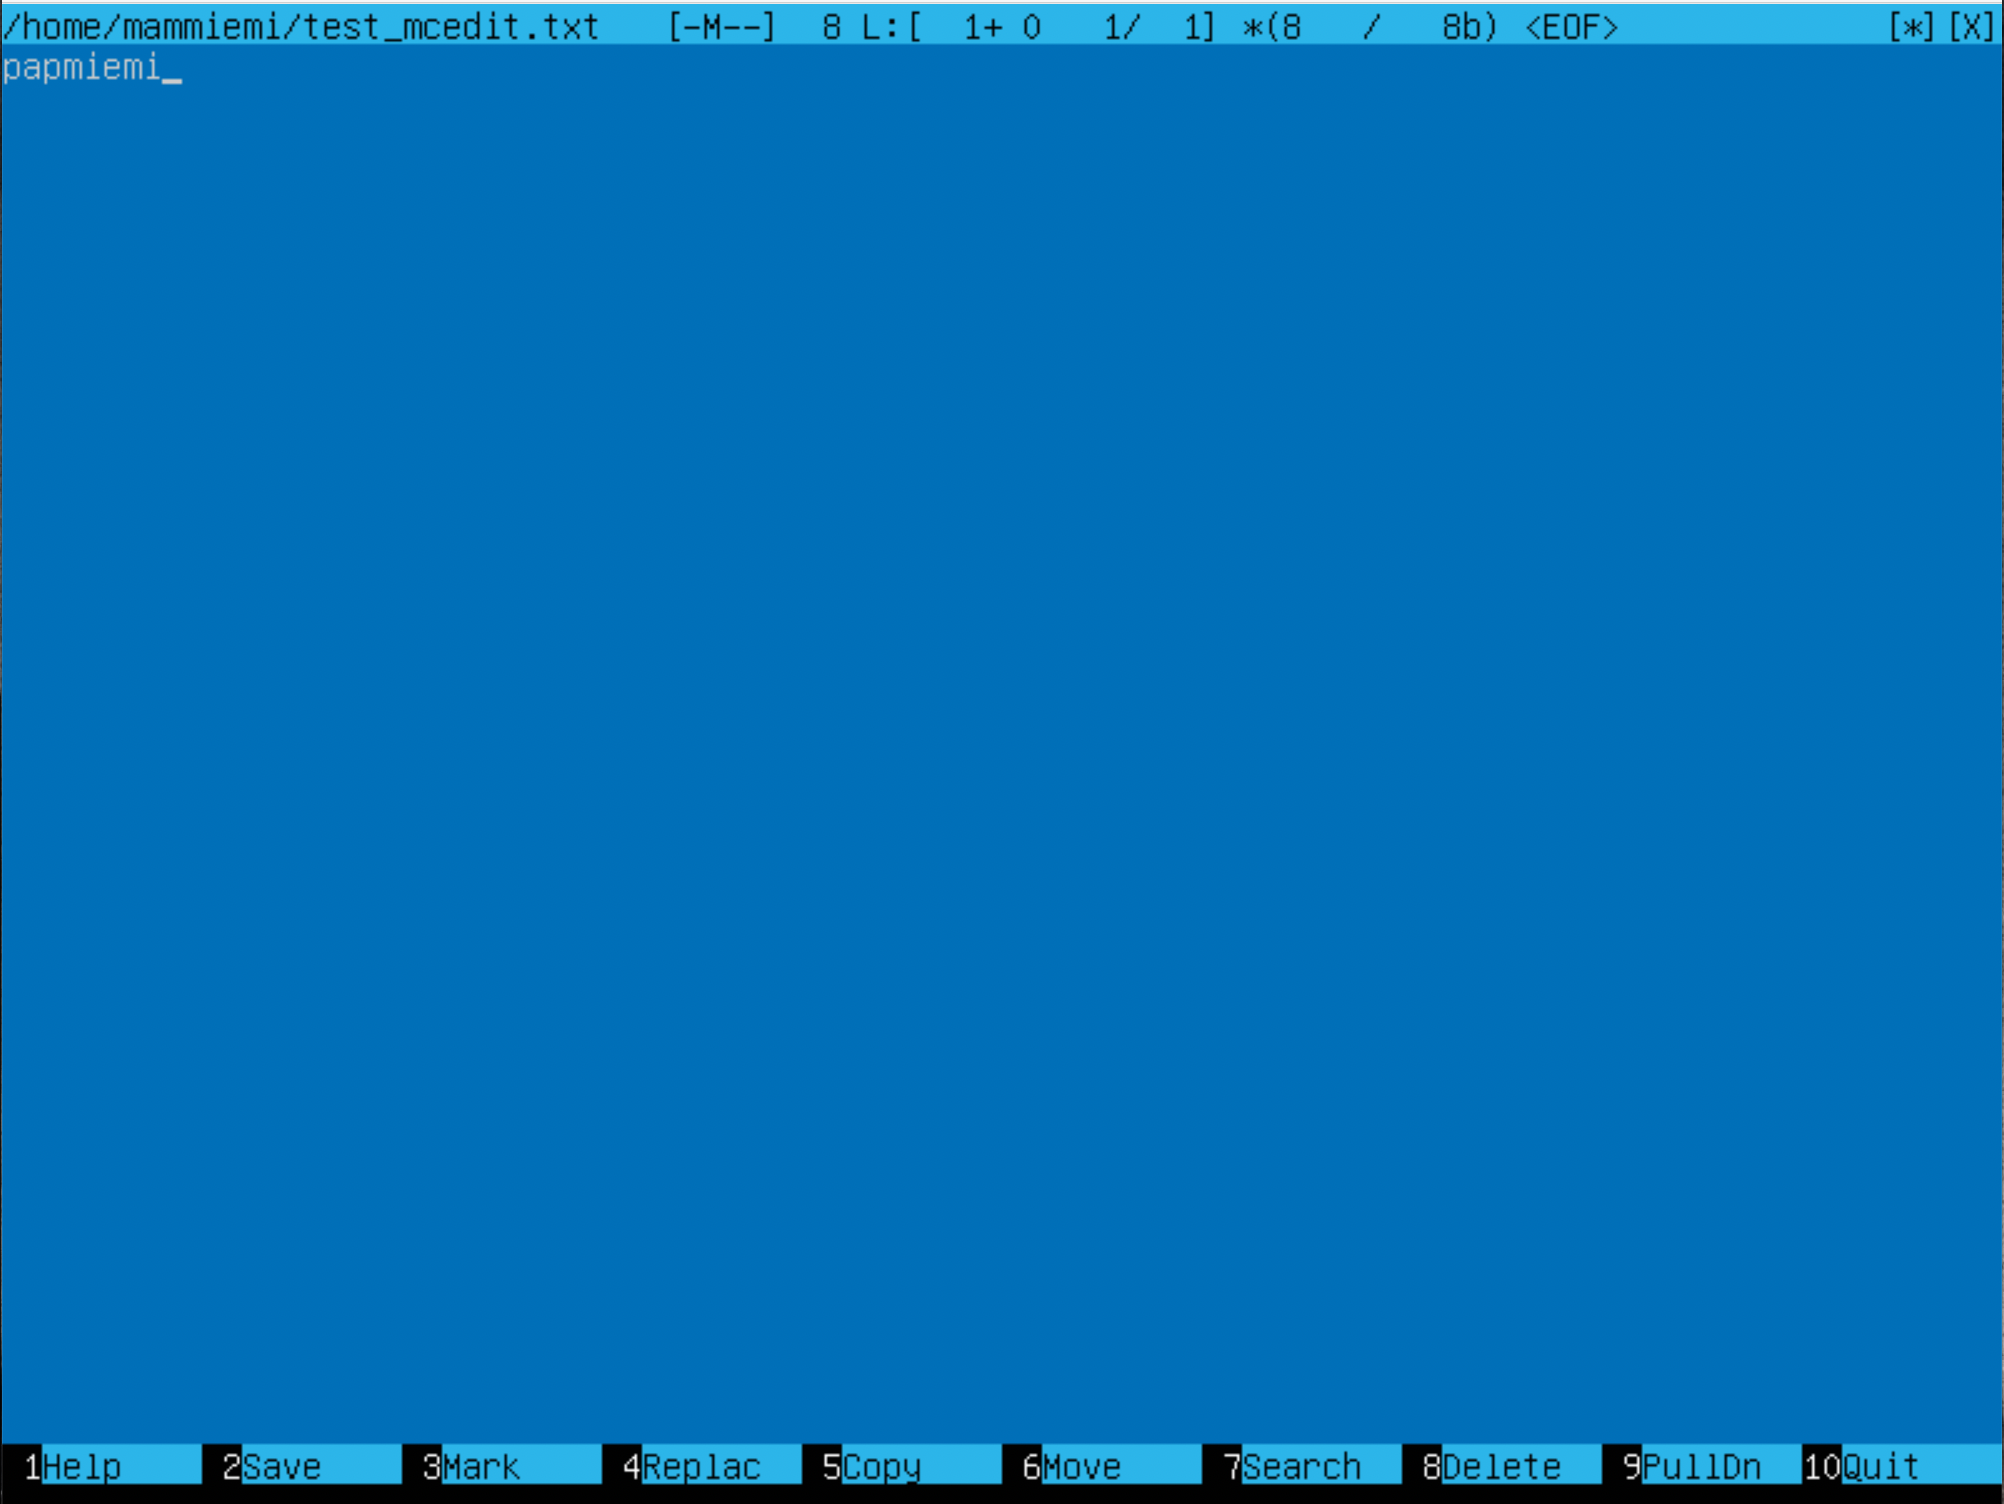 /home/mammiemi/test_mcedit.txt [-M--] 8 L:[ 1+ 0 1/ 1] *(8 / 8b) <EOF> [*][X]
papmiemi_
1Help 2Save 3Mark 4Replac 5Copy 6Move 7Search 8Delete 9PullDn 10Quit